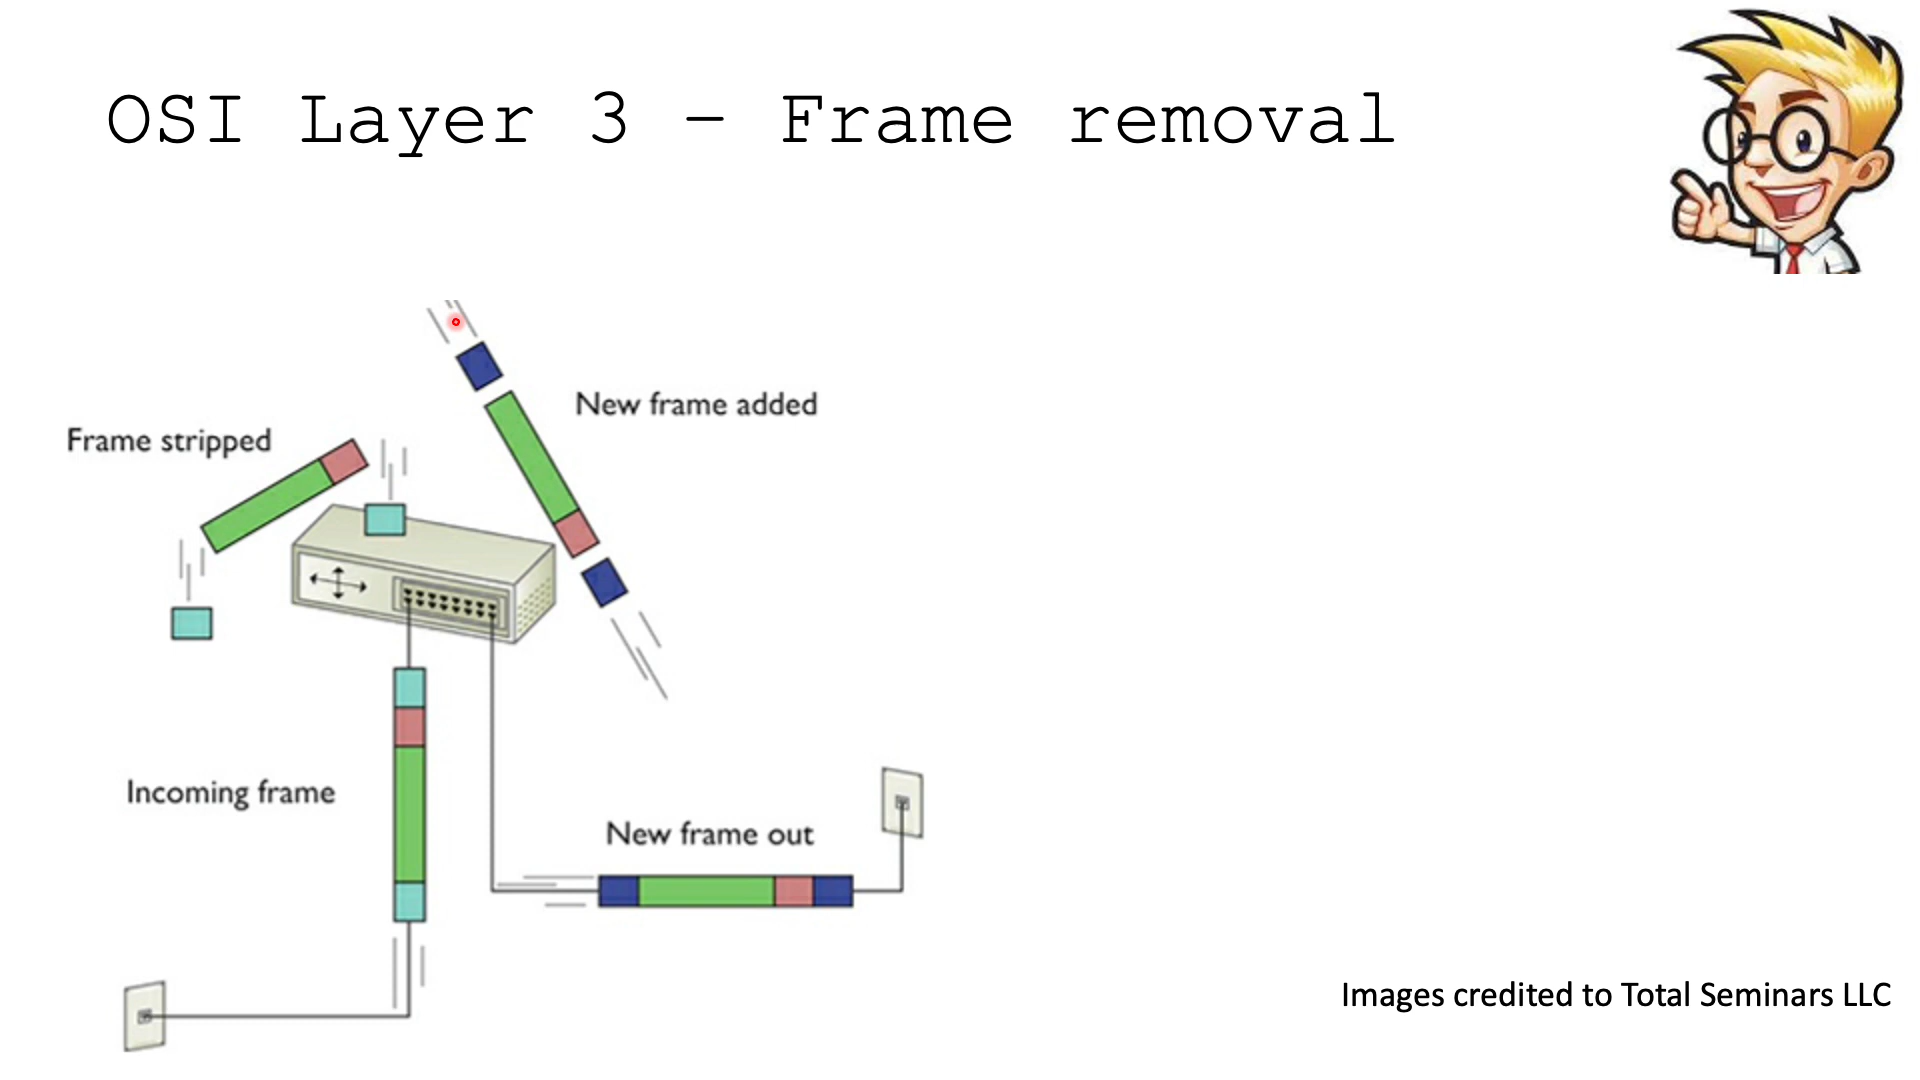 OSI Layer 3 – Frame removal
New frame added
Frame stripped
Incoming frame
New frame out
Images credited to Total Seminars LLC